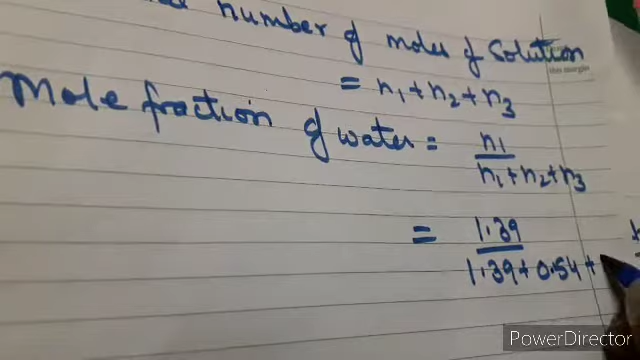 number of moles of Solution
= n1+n2+n3
Mole fraction of water = n1
n1+n2+n3
= 1.39
1.39+0.54+
PowerDirector